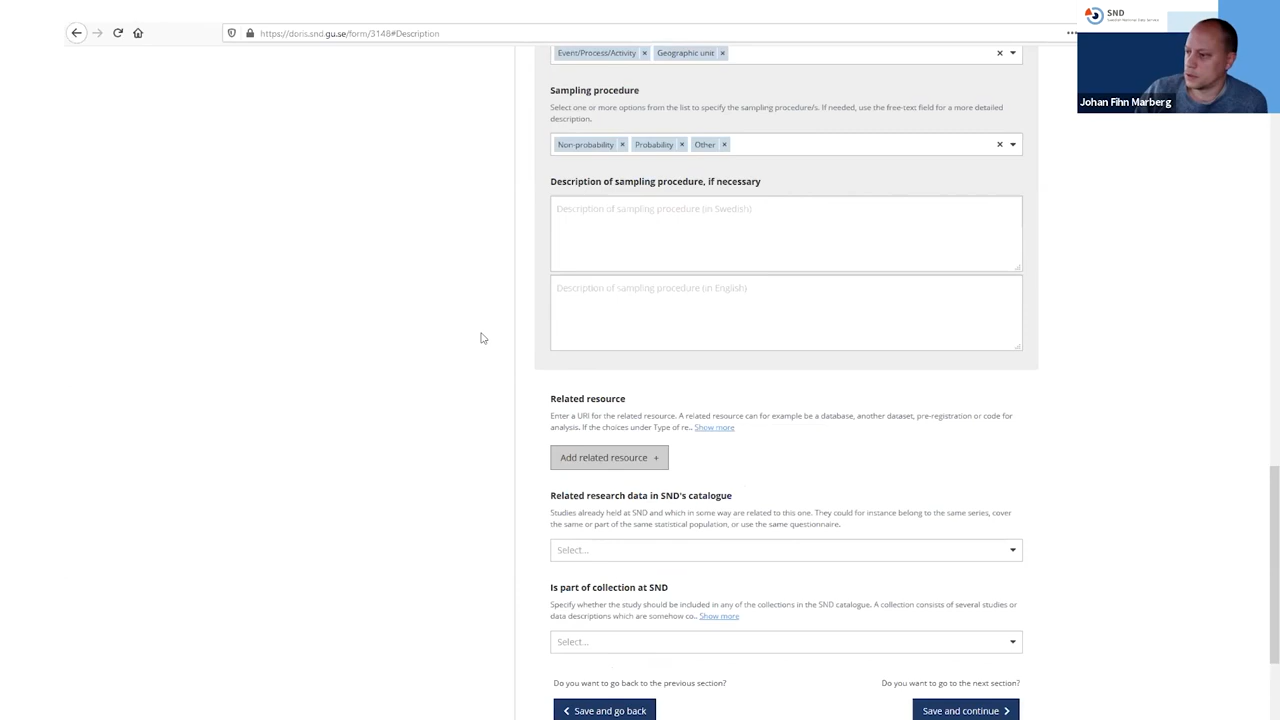 SND
doris.snd.gu.se/form/3148#Description
Johan Fihn Marberg
Event/Process/Activity × Geographic unit ×
Sampling procedure
Select one or more options from the list to specify the sampling procedure/s. If needed, use the free-text field for a more detailed
description.
Non-probability × Probability × Other ×
Description of sampling procedure, if necessary
Description of sampling procedure (in Swedish)
Description of sampling procedure (in English)
Related resource
Enter a URI for the related resource. A related resource can for example be a database, another dataset, pre-registration or code for
analysis. If the choices under Type of re.. Show more
Add related resource +
Related research data in SND's catalogue
Studies already held at SND and which in some way are related to this one. They could for instance belong to the same series, cover
the same or part of the same statistical population, or use the same questionnaire.
Select...
Is part of collection at SND
Specify whether the study should be included in any of the collections in the SND catalogue. A collection consists of several studies or
data descriptions which are somehow co.. Show more
Select...
Do you want to go back to the previous section? Do you want to go to the next section?
Save and go back Save and continue